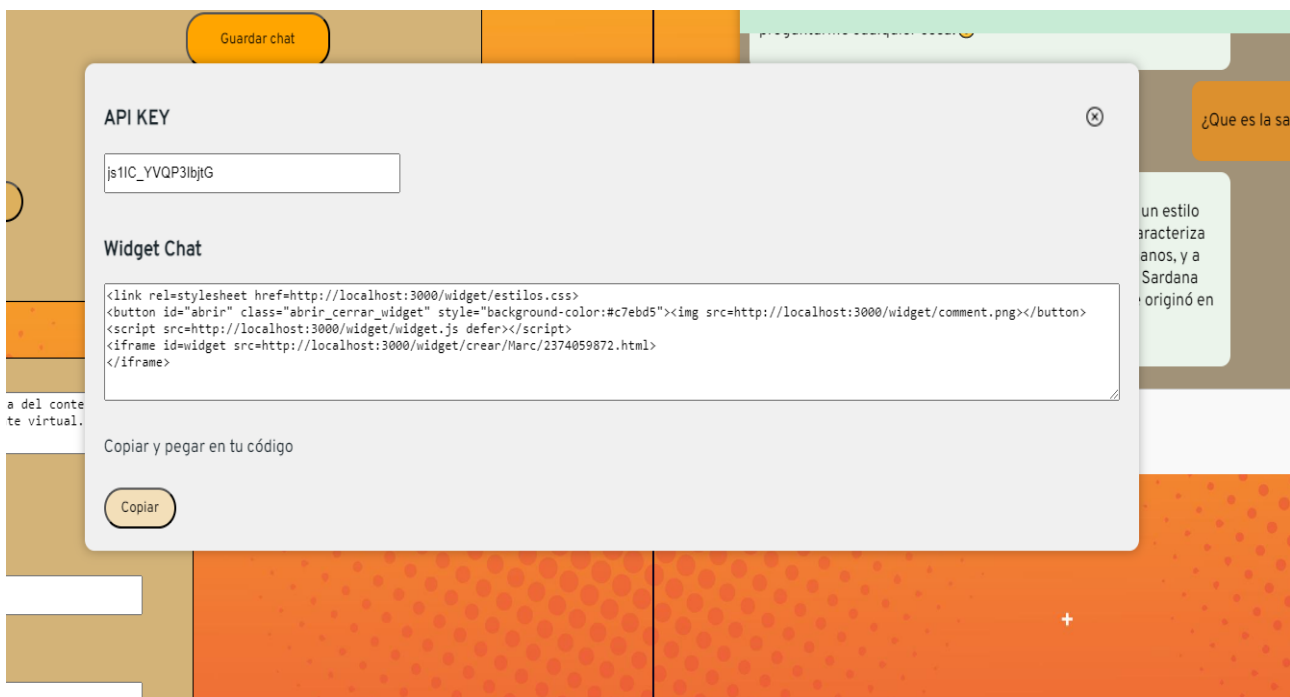 Guardar chat
API KEY
¿Que es la sa
js1IC_YVQP3IbjtG
Widget Chat
<link rel=stylesheet href=http://localhost:3000/widget/estilos.css>
<button id="abrir" class="abrir_cerrar_widget" style="background-color:#c7ebd5"><img src=http://localhost:3000/widget/comment.png></button>
<script src=http://localhost:3000/widget/widget.js defer></script>
<iframe id=widget src=http://localhost:3000/widget/crear/Marc/2374059872.html>
</iframe>
un estilo
aracteriza
anos, y a
Sardana
originó en
a del conte
te virtual.
Copiar y pegar en tu código
Copiar